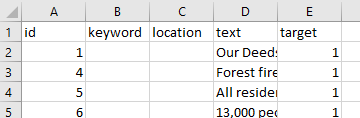 A B C D E
1 id keyword location text target
2 1 Our Deeds 1
3 4 Forest fire 1
4 5 All residen 1
5 6 13,000 peo 1